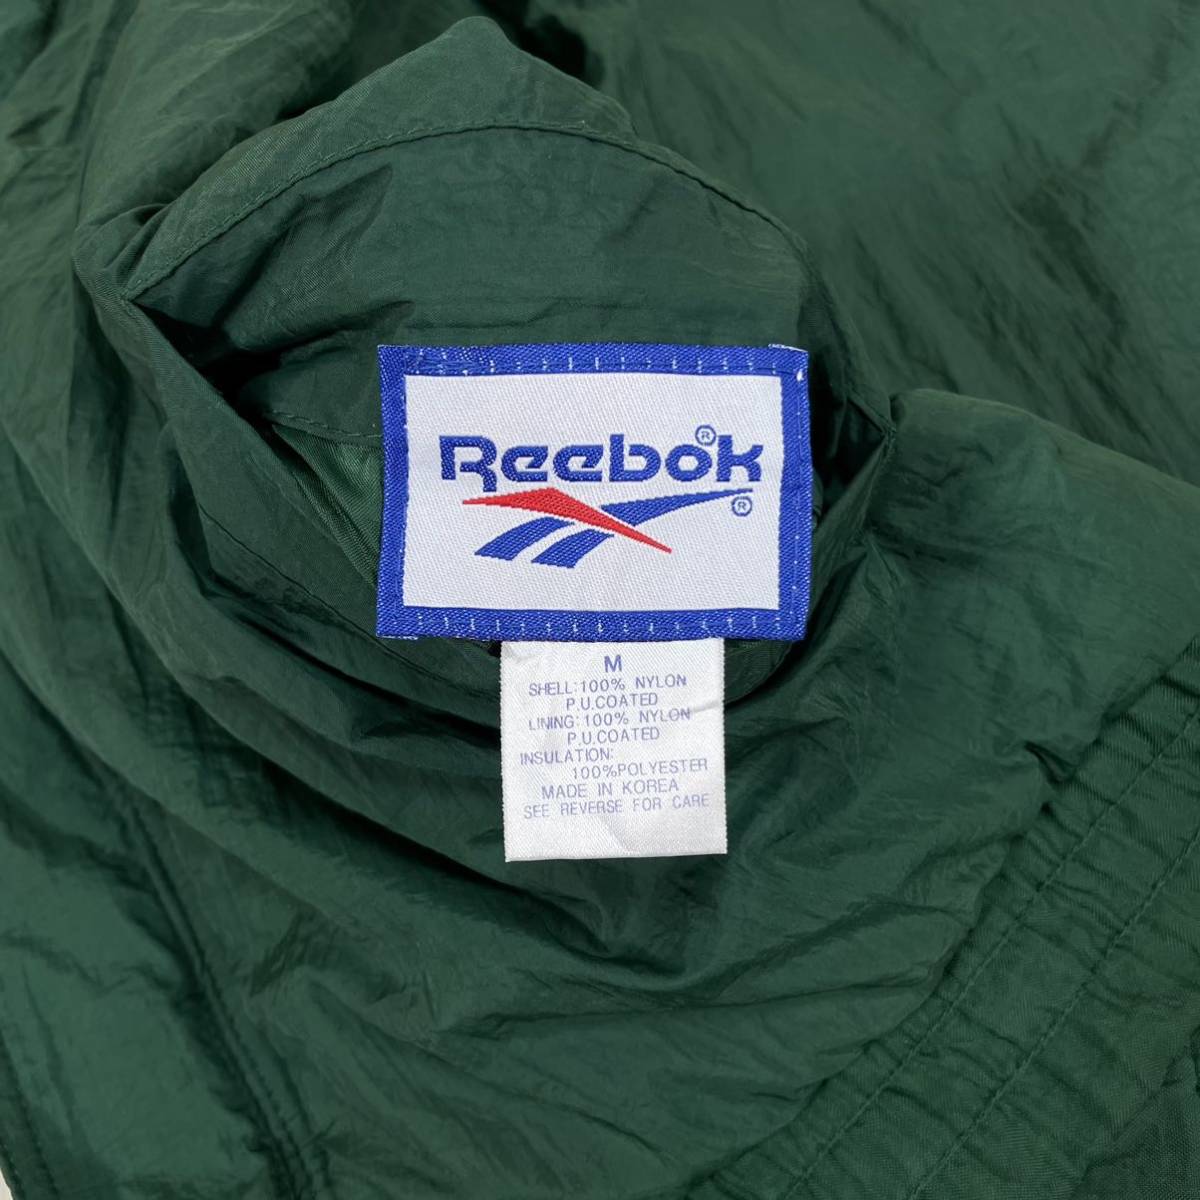 Reebok®
®
M
SHELL:100% NYLON
P.U.COATED
LINING:100% NYLON
P.U.COATED
INSULATION:
100%POLYESTER
MADE IN KOREA
SEE REVERSE FOR CARE